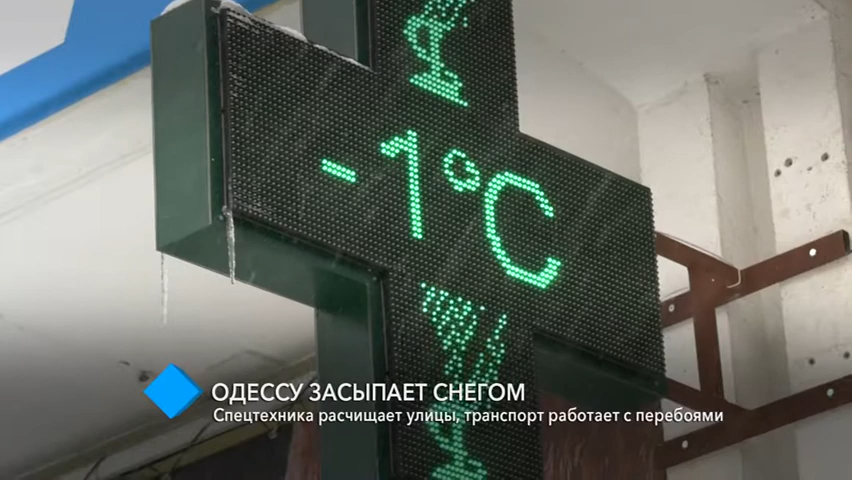 -1°C
ОДЕССУ ЗАСЫПАЕТ СНЕГОМ
Спецтехника расчищает улицы, транспорт работает с перебоями